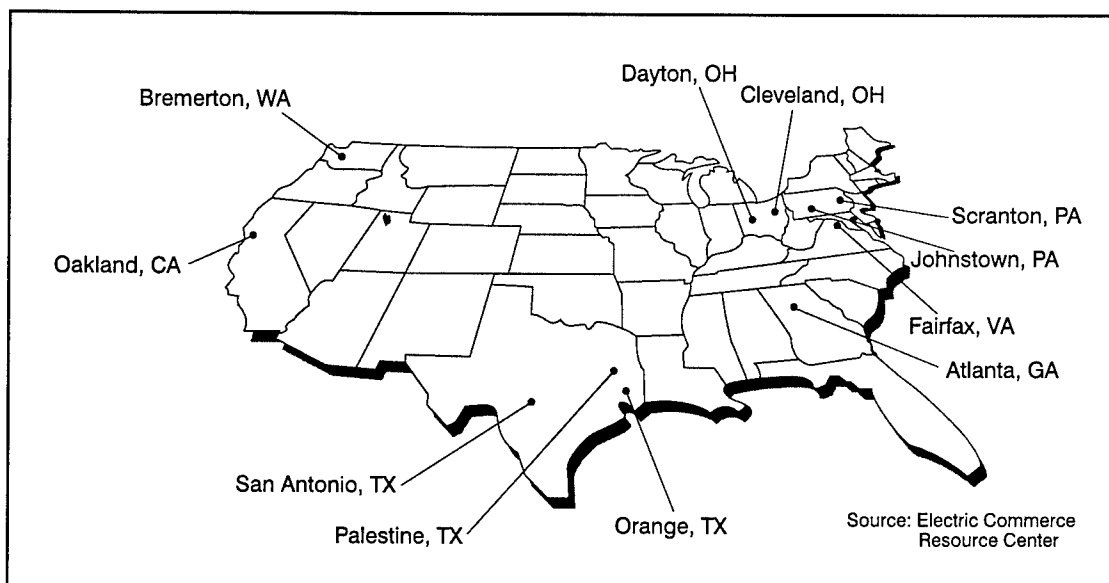 Dayton, OH
Cleveland, OH
Bremerton, WA
Scranton, PA
Oakland, CA
Johnstown, PA
Fairfax, VA
Atlanta, GA
San Antonio, TX
Palestine, TX
Orange, TX
Source: Electric Commerce
Resource Center